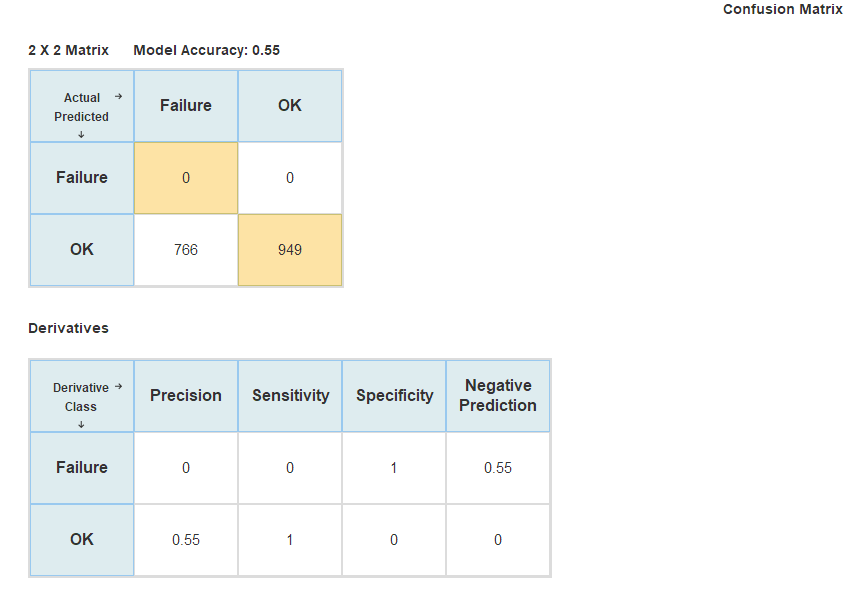 Confusion Matrix
2 X 2 Matrix Model Accuracy: 0.55
Actual → Failure OK
Predicted
↓
Failure 0 0
OK 766 949
Derivatives
Derivative → Precision Sensitivity Specificity Negative Prediction
Class
↓
Failure 0 0 1 0.55
OK 0.55 1 0 0